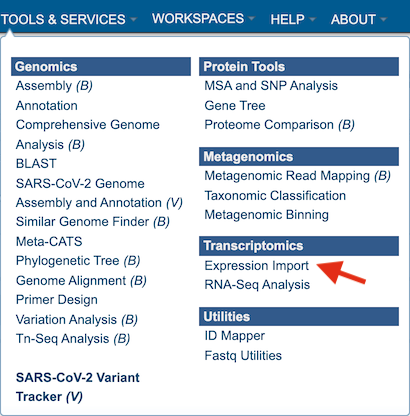 TOOLS & SERVICES WORKSPACES HELP ABOUT
Genomics
Assembly (B)
Annotation
Comprehensive Genome
Analysis (B)
BLAST
SARS-CoV-2 Genome
Assembly and Annotation (V)
Similar Genome Finder (B)
Meta-CATS
Phylogenetic Tree (B)
Genome Alignment (B)
Primer Design
Variation Analysis (B)
Tn-Seq Analysis (B)
SARS-CoV-2 Variant
Tracker (V)
Protein Tools
MSA and SNP Analysis
Gene Tree
Proteome Comparison (B)
Metagenomics
Metagenomic Read Mapping (B)
Taxonomic Classification
Metagenomic Binning
Transcriptomics
Expression Import
RNA-Seq Analysis
Utilities
ID Mapper
Fastq Utilities